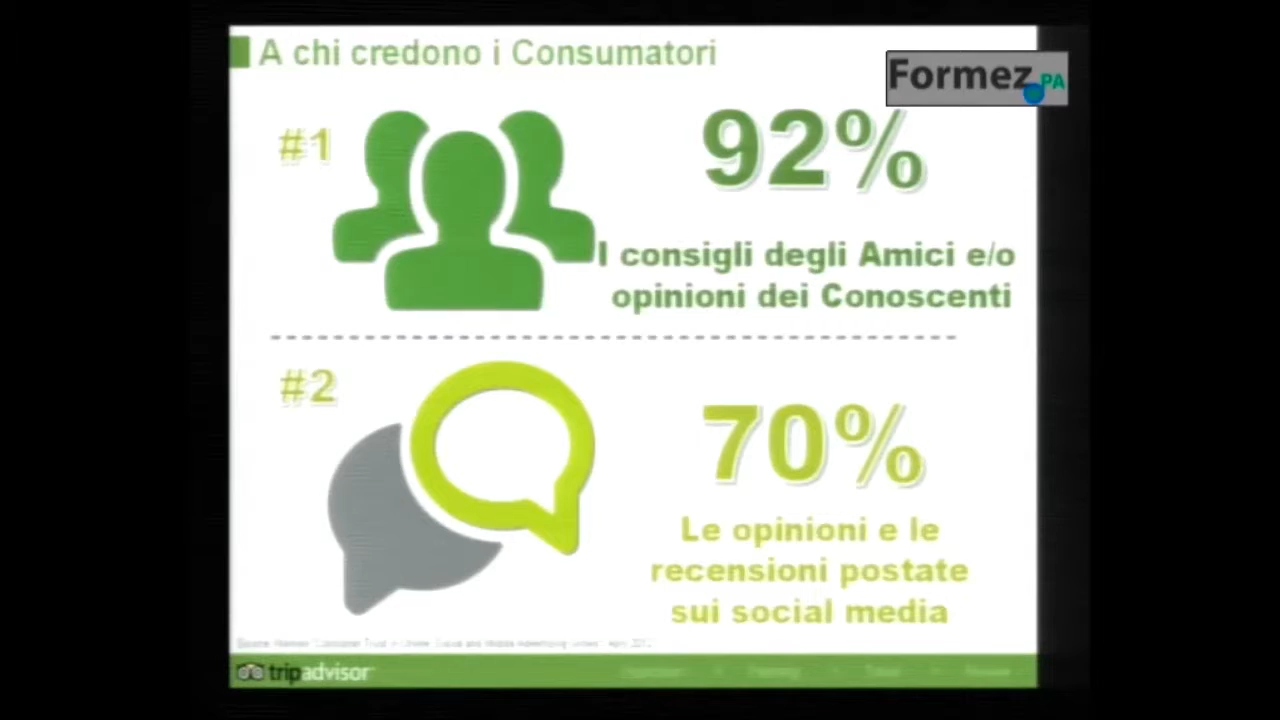 A chi credono i Consumatori
Formez.PA
#1
92%
I consigli degli Amici e/o
opinioni dei Conoscenti
#2
70%
Le opinioni e le
recensioni postate
sui social media
tripadvisor